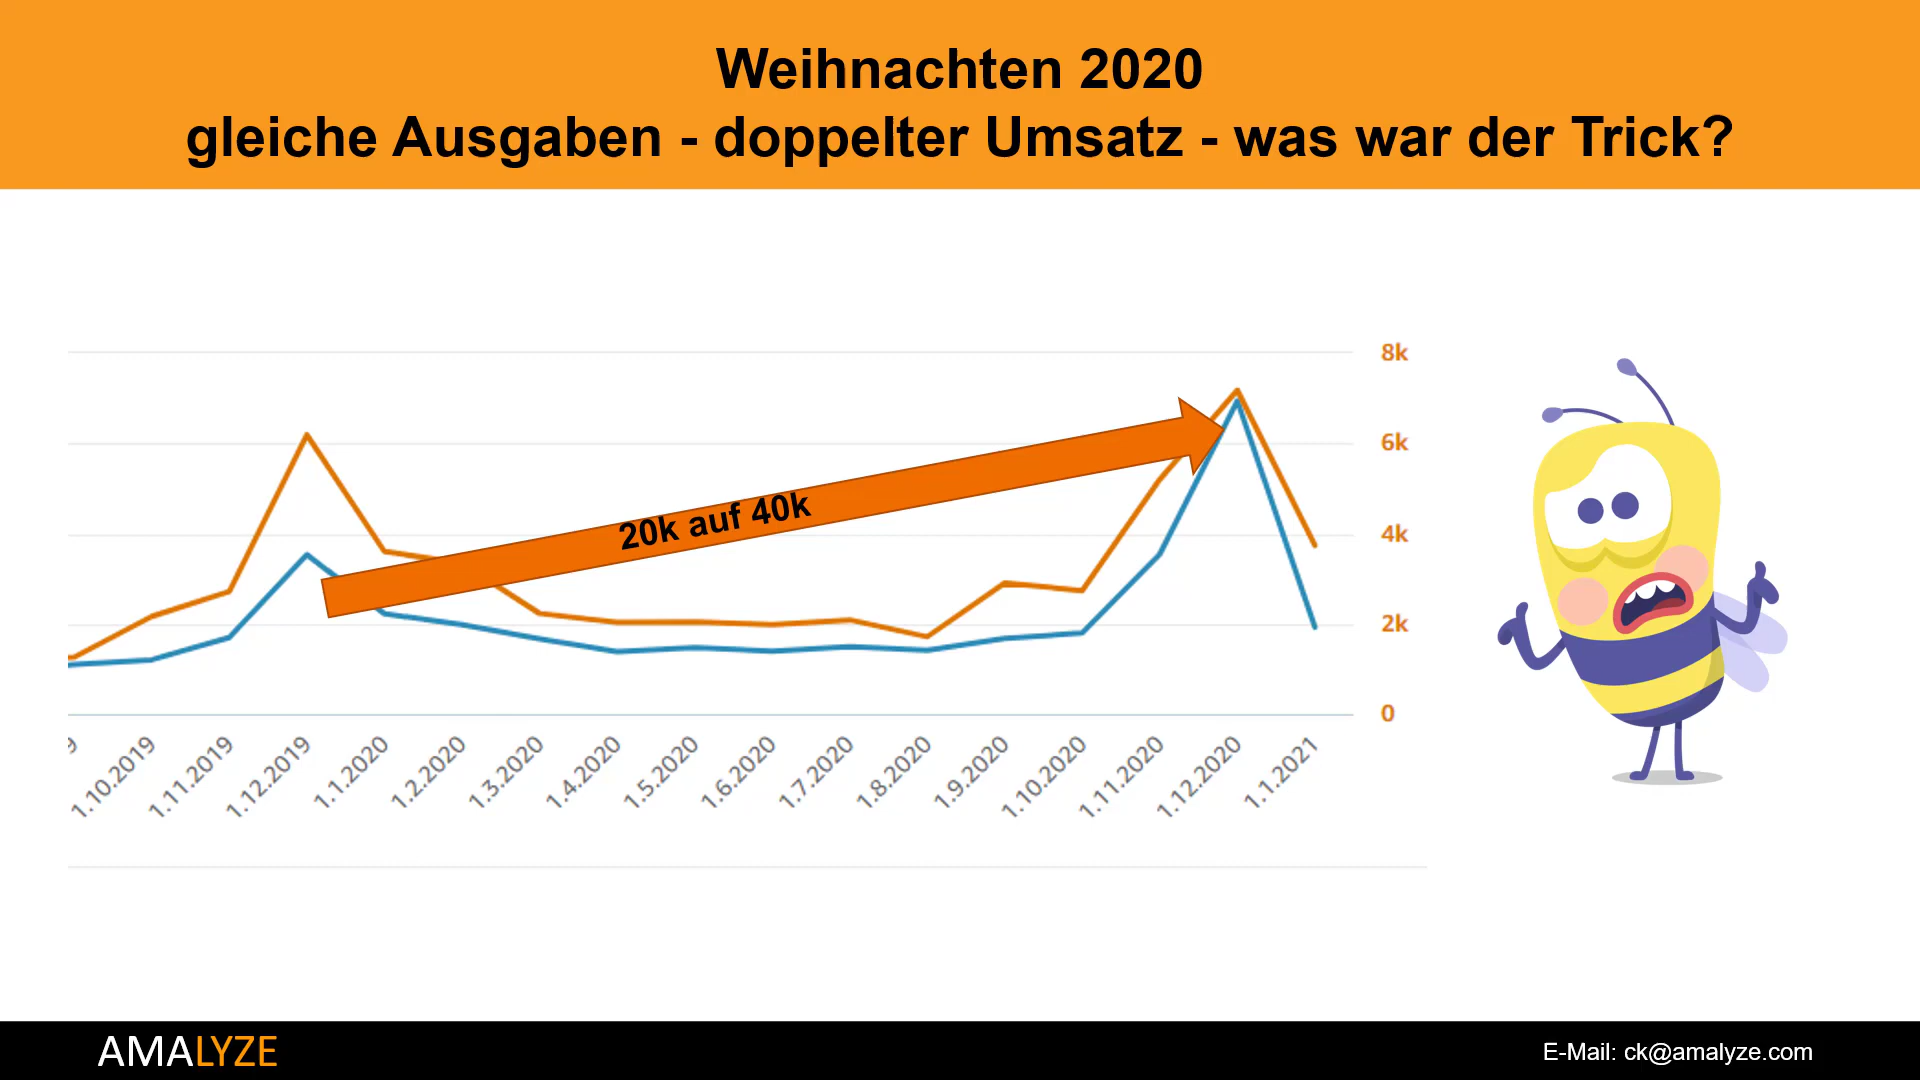 Weihnachten 2020
gleiche Ausgaben - doppelter Umsatz - was war der Trick?
8k
6k
4k
2k
0
20k auf 40k
9
1.10.2019
1.11.2019
1.12.2019
1.1.2020
1.2.2020
1.3.2020
1.4.2020
1.5.2020
1.6.2020
1.7.2020
1.8.2020
1.9.2020
1.10.2020
1.11.2020
1.12.2020
1.1.2021
AMALYZE
E-Mail: ck@amalyze.com